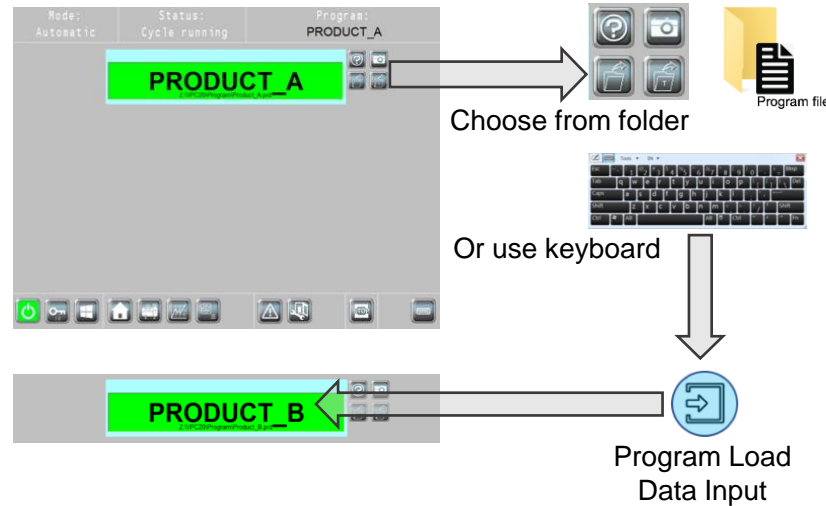 Mode: Status: Program:
Automatic Cycle running PRODUCT_A
PRODUCT_A
Choose from folder
Program file
Tools
Or use keyboard
PRODUCT_B
Program Load
Data Input